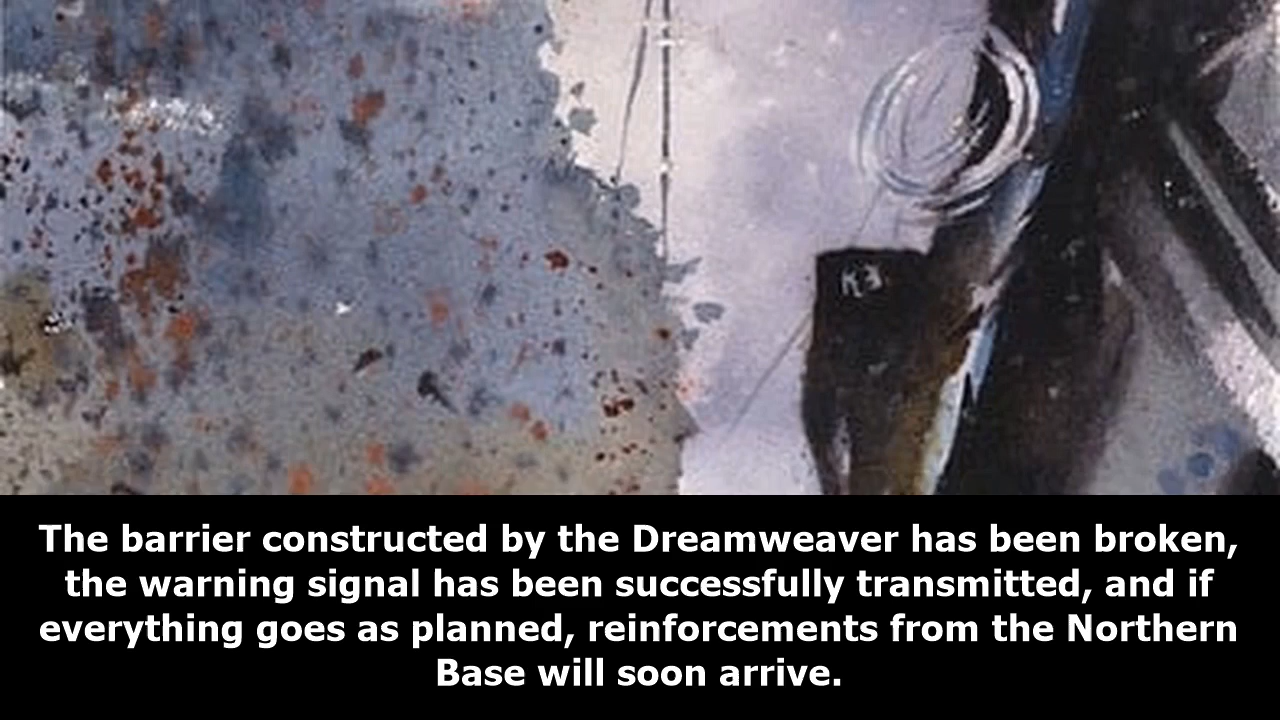 The barrier constructed by the Dreamweaver has been broken,
the warning signal has been successfully transmitted, and if
everything goes as planned, reinforcements from the Northern
Base will soon arrive.